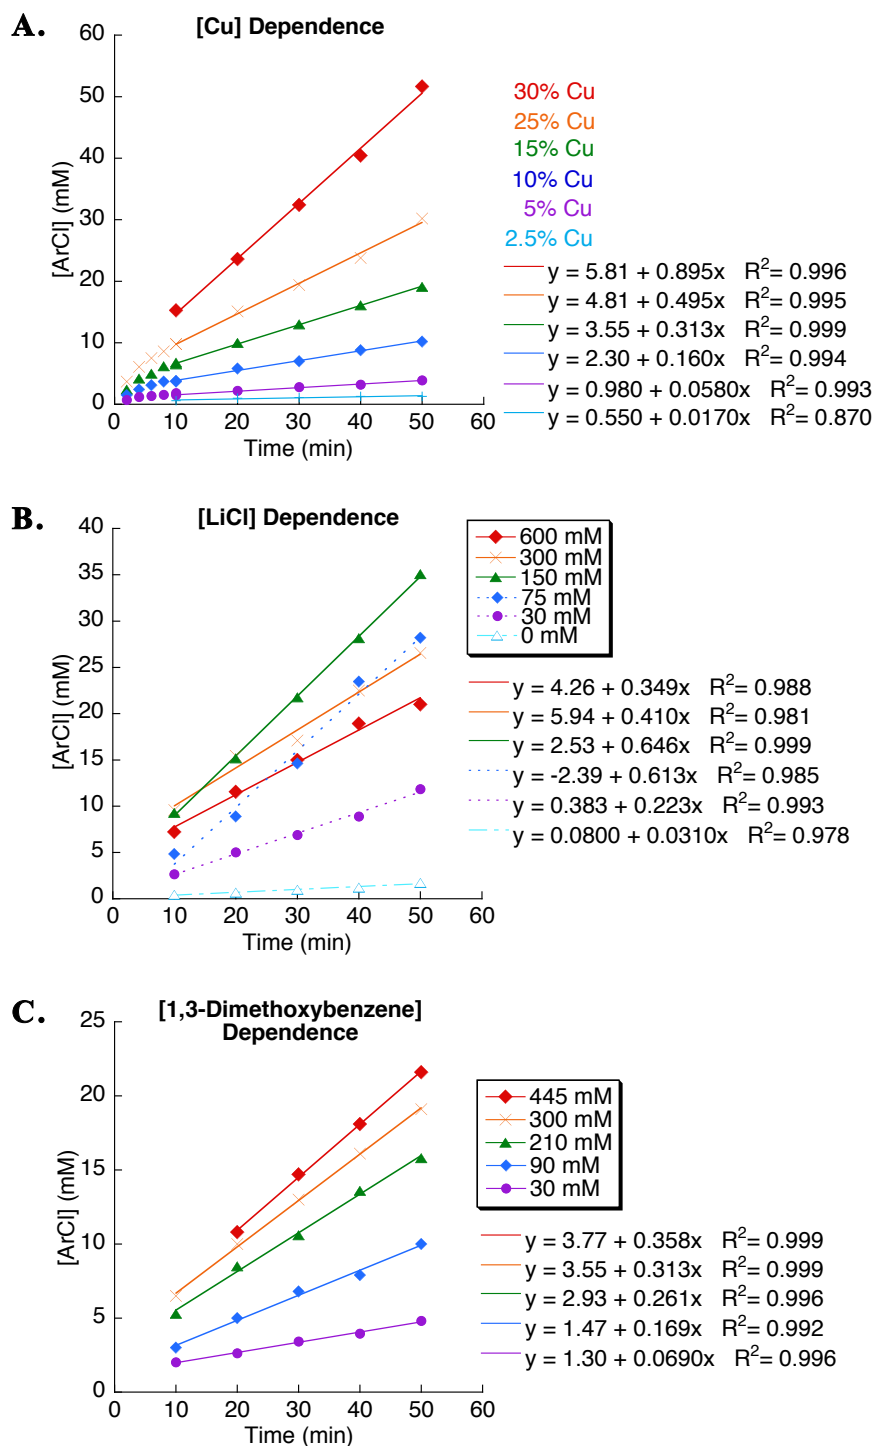 A.
[Cu] Dependence
60
50
40
30
20
10
0
[ArCl] (mM)
0 10 20 30 40 50 60
Time (min)
30% Cu
25% Cu
15% Cu
10% Cu
5% Cu
2.5% Cu
y = 5.81 + 0.895x R²= 0.996
y = 4.81 + 0.495x R²= 0.995
y = 3.55 + 0.313x R²= 0.999
y = 2.30 + 0.160x R²= 0.994
y = 0.980 + 0.0580x R²= 0.993
y = 0.550 + 0.0170x R²= 0.870
B.
[LiCl] Dependence
40
35
30
25
20
15
10
5
0
[ArCl] (mM)
0 10 20 30 40 50 60
Time (min)
600 mM
300 mM
150 mM
75 mM
30 mM
0 mM
y = 4.26 + 0.349x R²= 0.988
y = 5.94 + 0.410x R²= 0.981
y = 2.53 + 0.646x R²= 0.999
y = -2.39 + 0.613x R²= 0.985
y = 0.383 + 0.223x R²= 0.993
y = 0.0800 + 0.0310x R²= 0.978
C.
[1,3-Dimethoxybenzene]
Dependence
25
20
15
10
5
0
[ArCl] (mM)
0 10 20 30 40 50 60
Time (min)
445 mM
300 mM
210 mM
90 mM
30 mM
y = 3.77 + 0.358x R²= 0.999
y = 3.55 + 0.313x R²= 0.999
y = 2.93 + 0.261x R²= 0.996
y = 1.47 + 0.169x R²= 0.992
y = 1.30 + 0.0690x R²= 0.996